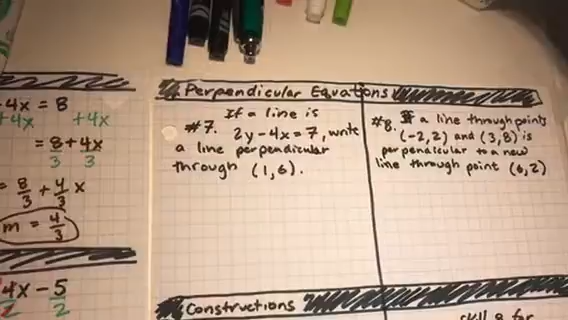 -4x = 8
+4x +4x
= 8+4x
3 3
= 8/3 + 4/3 x
m = 4/3
4x - 5
2 2
Perpendicular Equations
#7. If a line is
2y-4x=7, write
a line perpendicular
through (1,6).
#8. If a line through points
(-2,2) and (3,8) is
perpendicular to a new
line through point (6,2)
Constructions